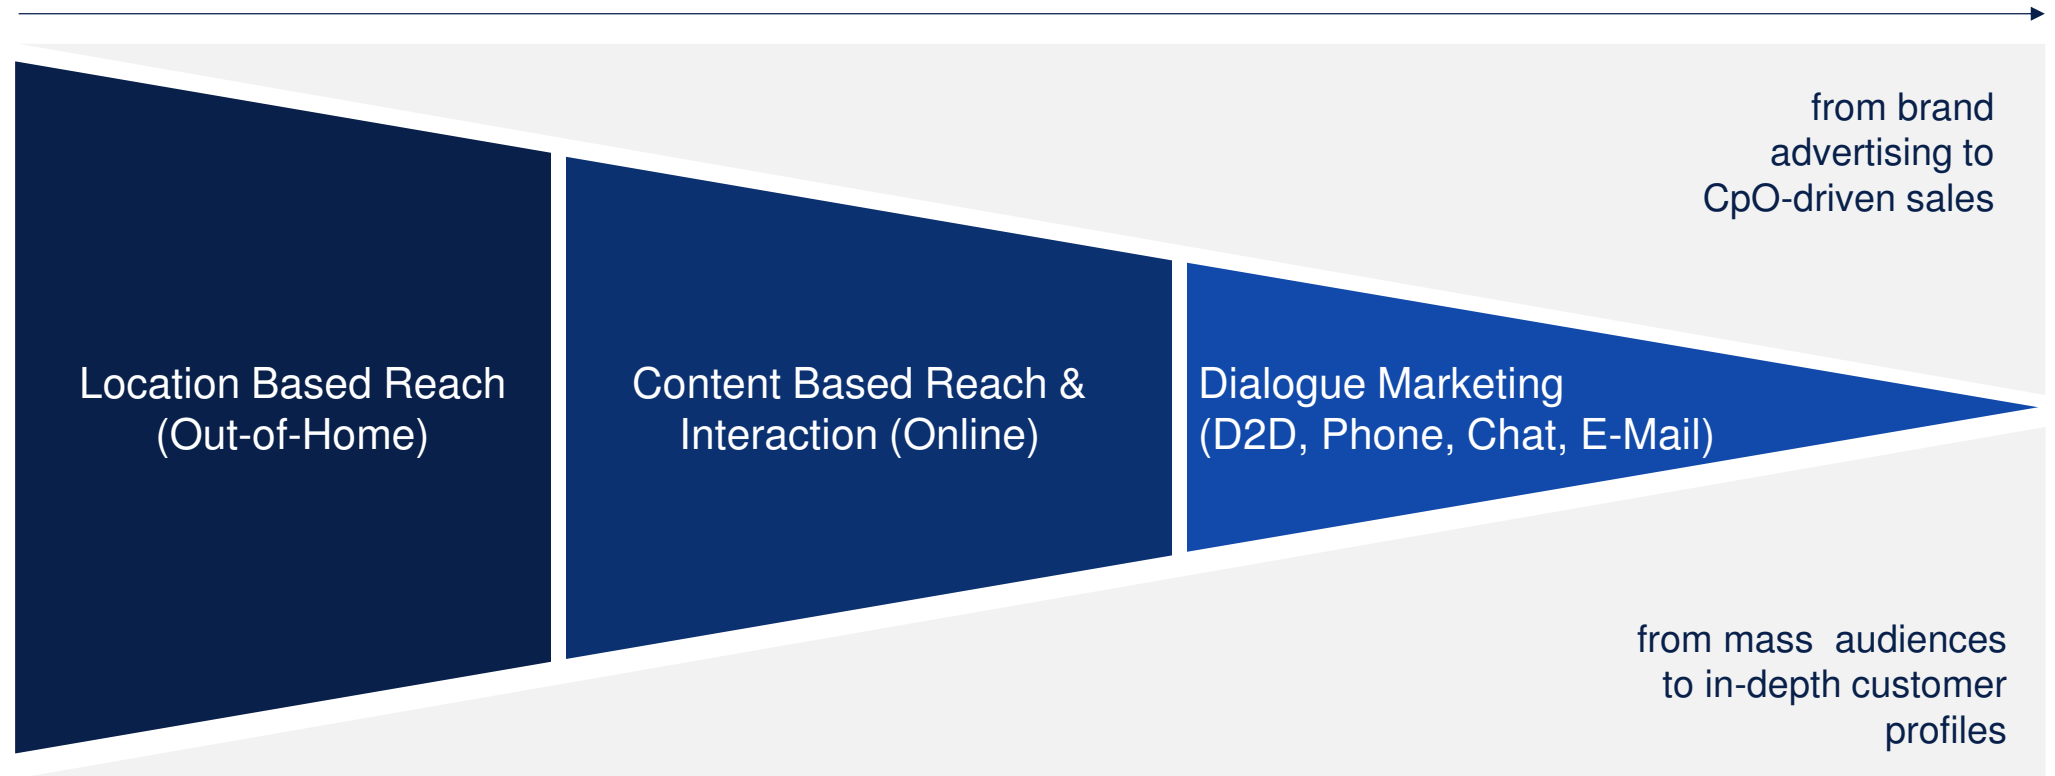 from brand
advertising to
CpO-driven sales
Location Based Reach
(Out-of-Home)
Content Based Reach &
Interaction (Online)
Dialogue Marketing
(D2D, Phone, Chat, E-Mail)
from mass  audiences
to in-depth customer
profiles